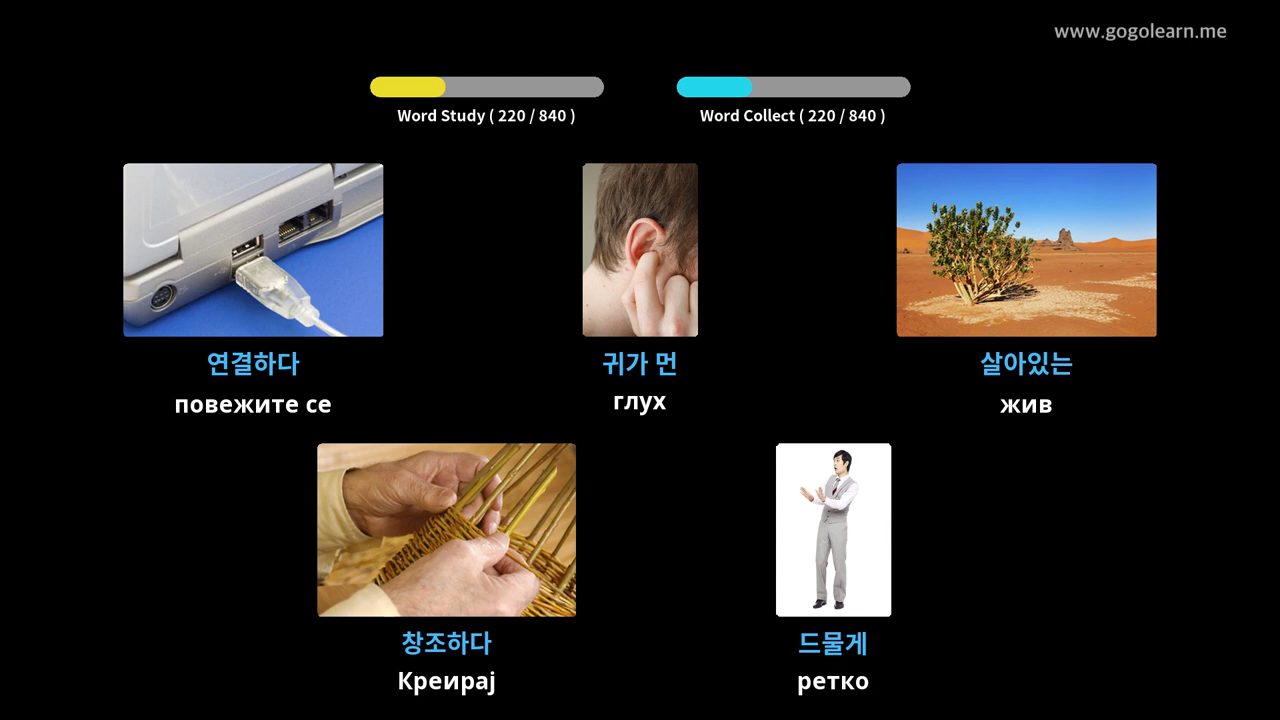 www.gogolearn.me
Word Study ( 220 / 840 )
Word Collect ( 220 / 840 )
연결하다
повежите се
귀가 먼
глух
살아있는
жив
창조하다
Креирај
드물게
ретко